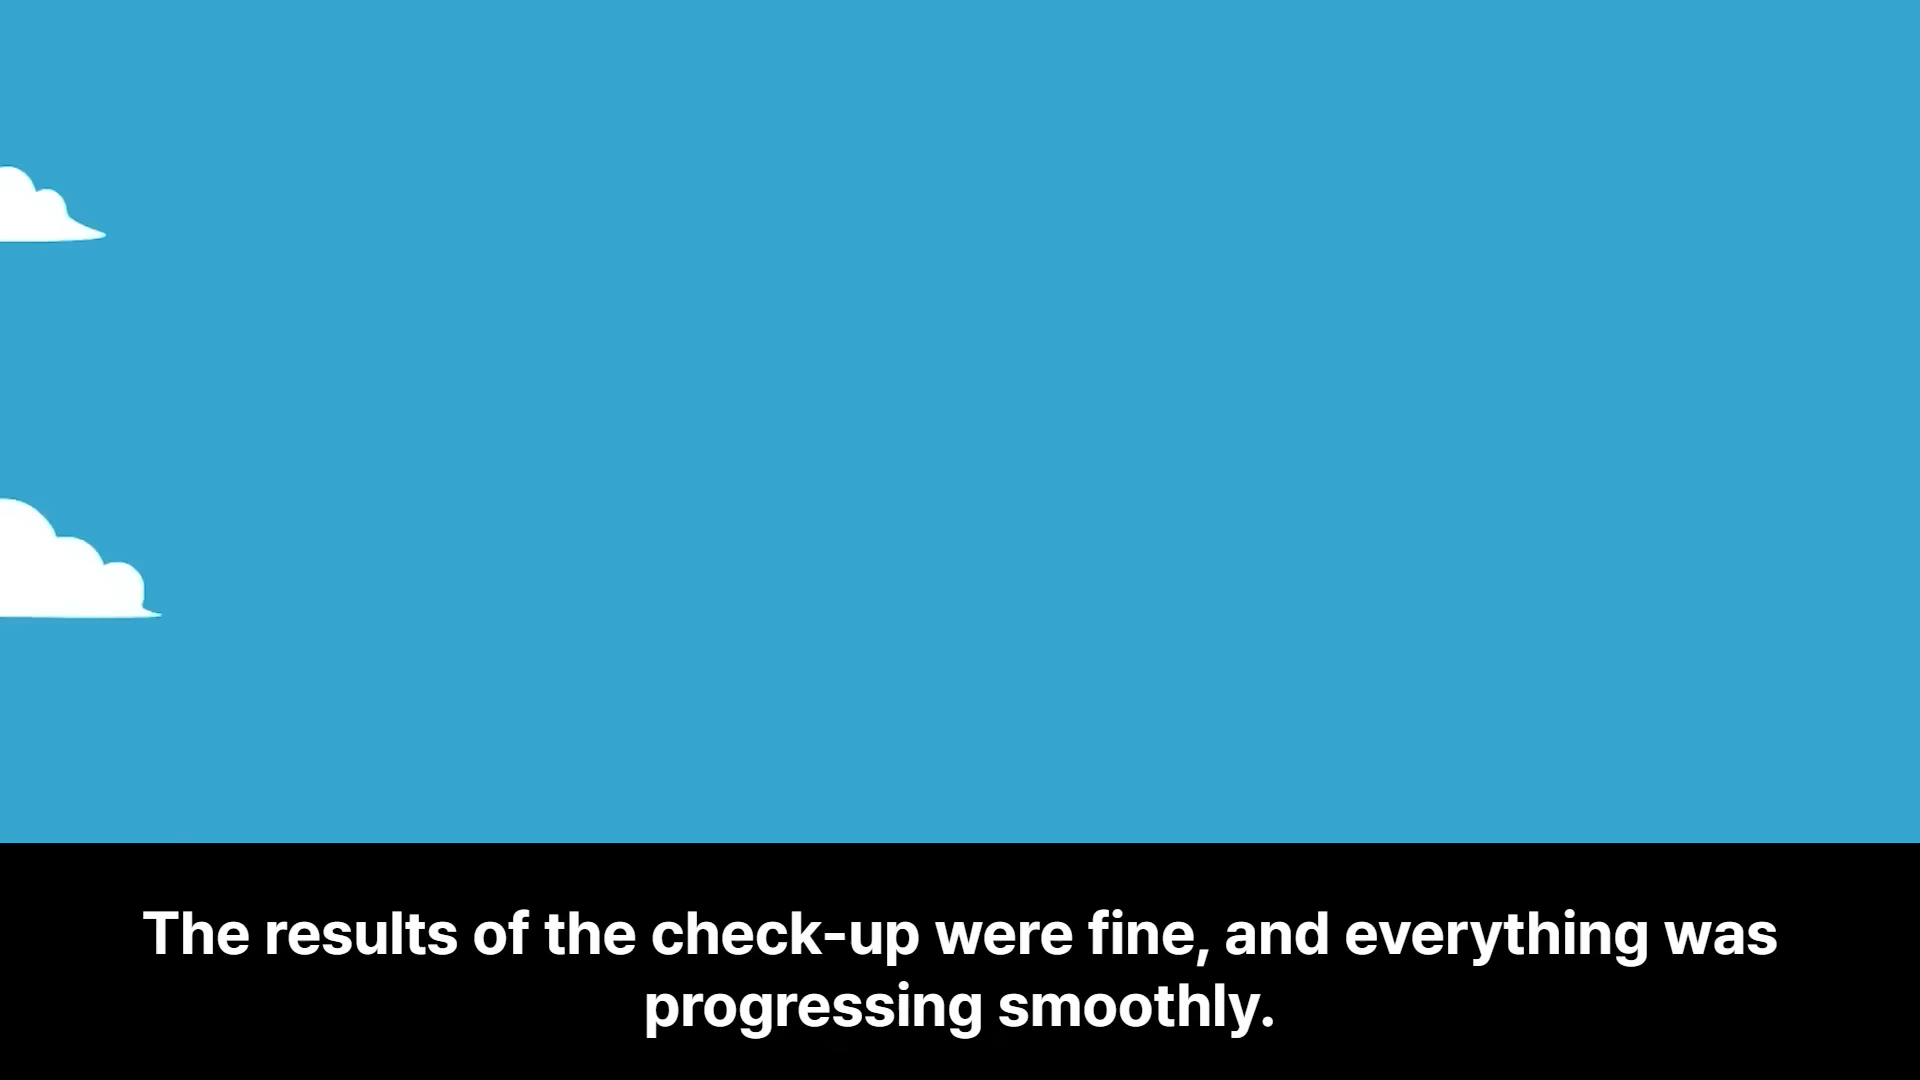 The results of the check-up were fine, and everything was
progressing smoothly.